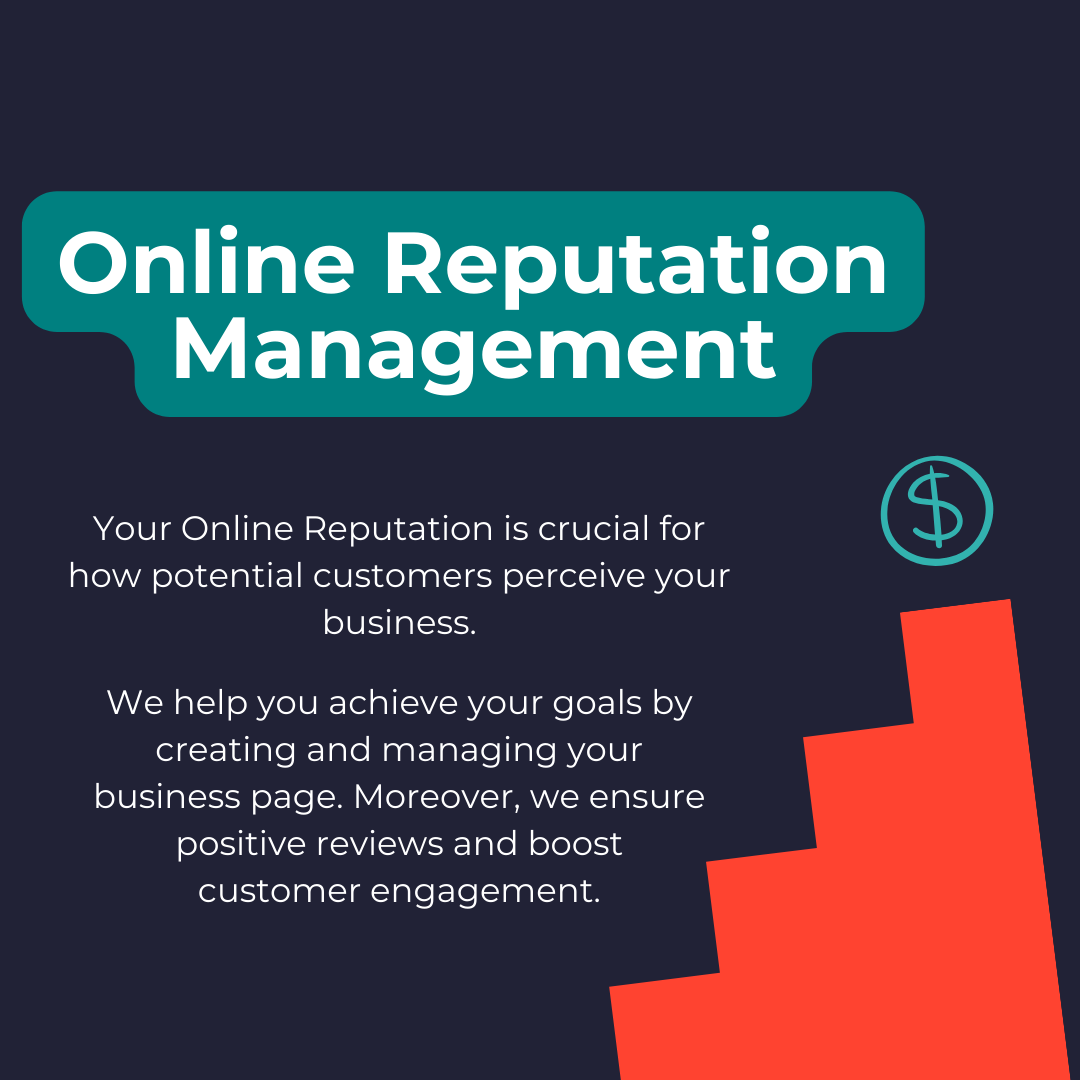 Online Reputation
Management
$
Your Online Reputation is crucial for
how potential customers perceive your
business.
We help you achieve your goals by
creating and managing your
business page. Moreover, we ensure
positive reviews and boost
customer engagement.